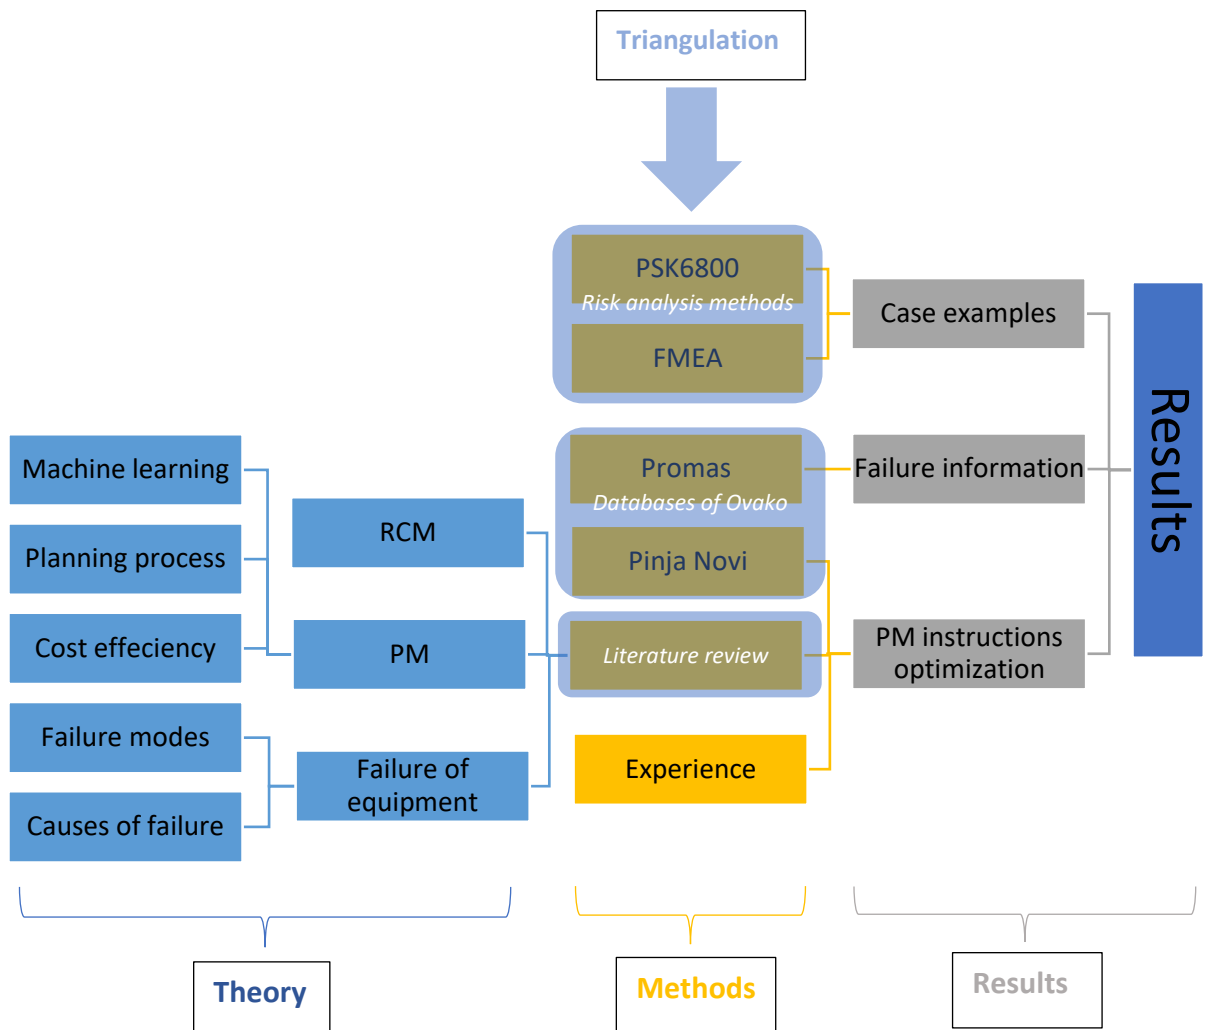 Triangulation
PSK6800
Risk analysis methods
FMEA
Case examples
Results
Machine learning
Planning process
Cost effeciency
Failure modes
Causes of failure
RCM
PM
Failure of
equipment
Promas
Databases of Ovako
Pinja Novi
Literature review
Experience
Failure information
PM instructions
optimization
Theory
Methods
Results